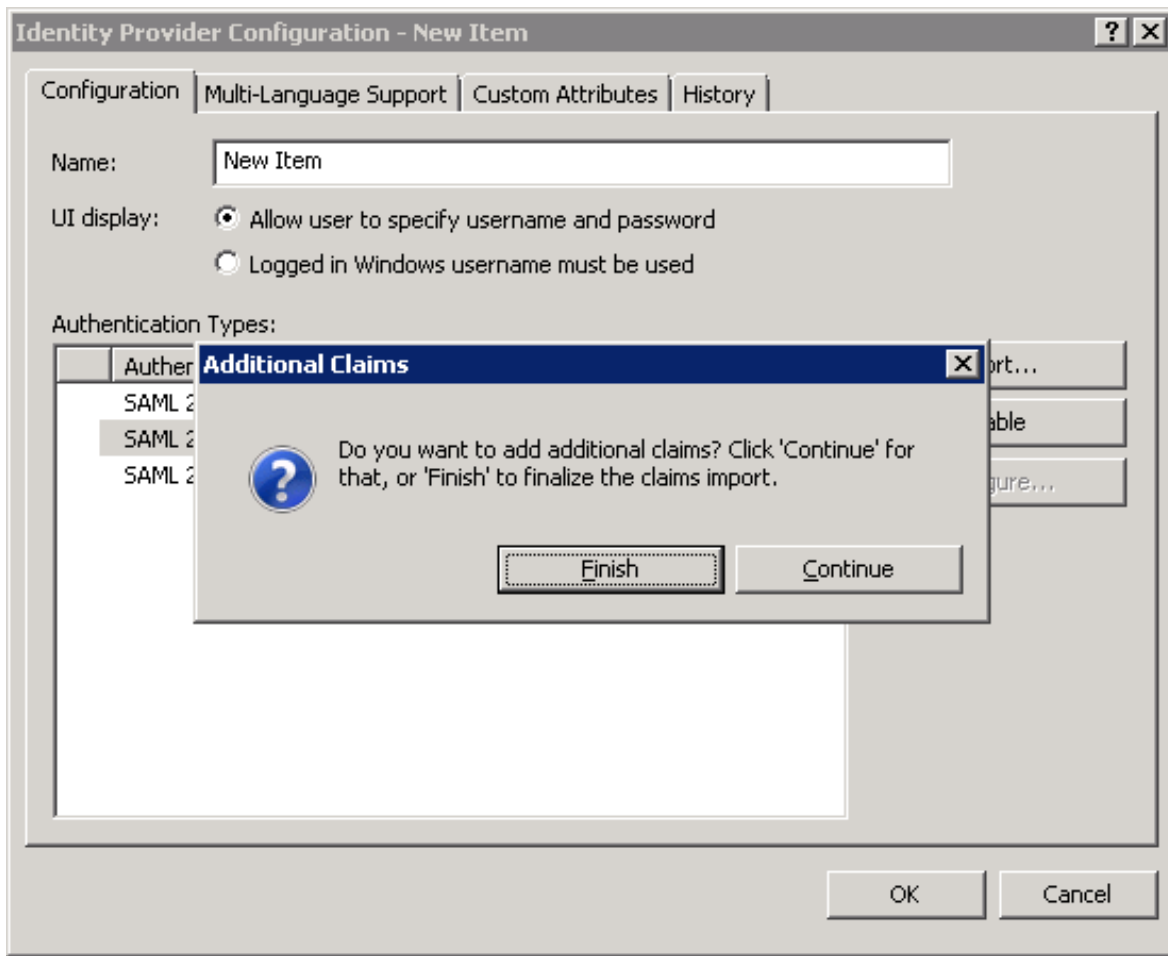 Identity Provider Configuration - New Item
Configuration
Multi-Language Support
Custom Attributes
History
Name:
New Item
UI display:
Allow user to specify username and password
Logged in Windows username must be used
Authentication Types:
Additional Claims
SAML
SAML
SAML
Do you want to add additional claims? Click 'Continue' for
that, or 'Finish' to finalize the claims import.
Finish
Continue
OK
Cancel